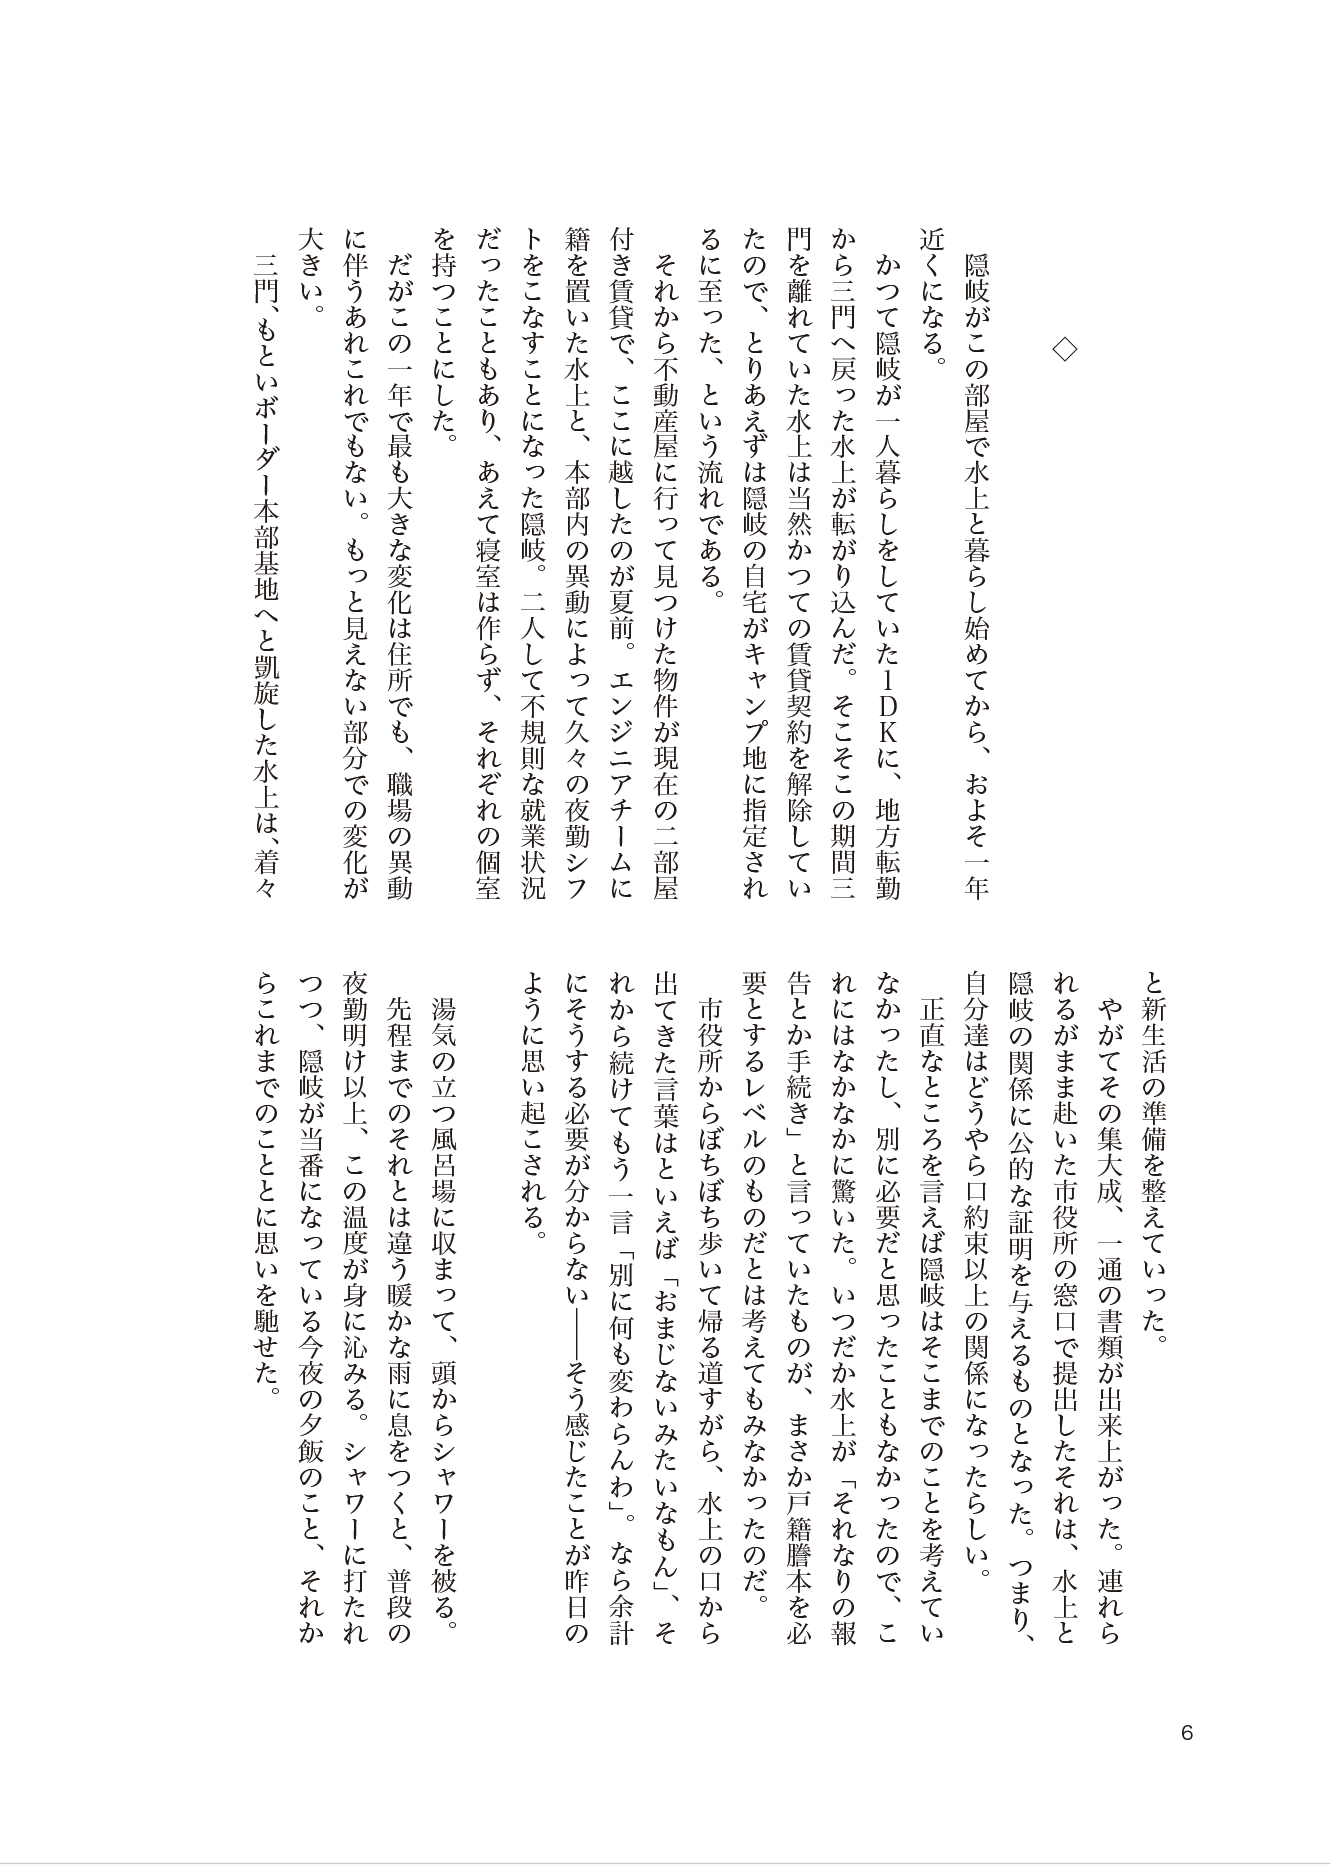 ◇
隠岐がこの部屋で水上と暮らし始めてから、およそ一年
近くになる。
かつて隠岐が一人暮らしをしていた１ＤＫに、地方転勤
から三門へ戻った水上が転がり込んだ。そこそこの期間三
門を離れていた水上は当然かつての賃貸契約を解除してい
たので、とりあえずは隠岐の自宅がキャンプ地に指定され
るに至った、という流れである。
それから不動産屋に行って見つけた物件が現在の二部屋
付き賃貸で、ここに越したのが夏前。エンジニアチームに
籍を置いた水上と、本部内の異動によって久々の夜勤シフ
トをこなすことになった隠岐。二人して不規則な就業状況
だったこともあり、あえて寝室は作らず、それぞれの個室
を持つことにした。
だがこの一年で最も大きな変化は住所でも、職場の異動
に伴うあれこれでもない。もっと見えない部分での変化が
大きい。
三門、もといボーダー本部基地へと凱旋した水上は、着々
と新生活の準備を整えていった。
やがてその集大成、一通の書類が出来上がった。連れら
れるがまま赴いた市役所の窓口で提出したそれは、水上と
隠岐の関係に公的な証明を与えるものとなった。つまり、
自分達はどうやら口約束以上の関係になったらしい。
正直なところを言えば隠岐はそこまでのことを考えてい
なかったし、別に必要だと思ったこともなかったので、こ
れにはなかなかに驚いた。いつだか水上が「それなりの報
告とか手続き」と言っていたものが、まさか戸籍謄本を必
要とするレベルのものだとは考えてもみなかったのだ。
市役所からぼちぼち歩いて帰る道すがら、水上の口から
出てきた言葉はといえば「おまじないみたいなもん」、そ
れから続けてもう一言「別に何も変わらんわ」。なら余計
にそうする必要が分からない――そう感じたことが昨日の
ように思い起こされる。
湯気の立つ風呂場に収まって、頭からシャワーを被る。
先程までのそれとは違う暖かな雨に息をつくと、普段の
夜勤明け以上、この温度が身に沁みる。シャワーに打たれ
つつ、隠岐が当番になっている今夜の夕飯のこと、それか
らこれまでのこととに思いを馳せた。
6